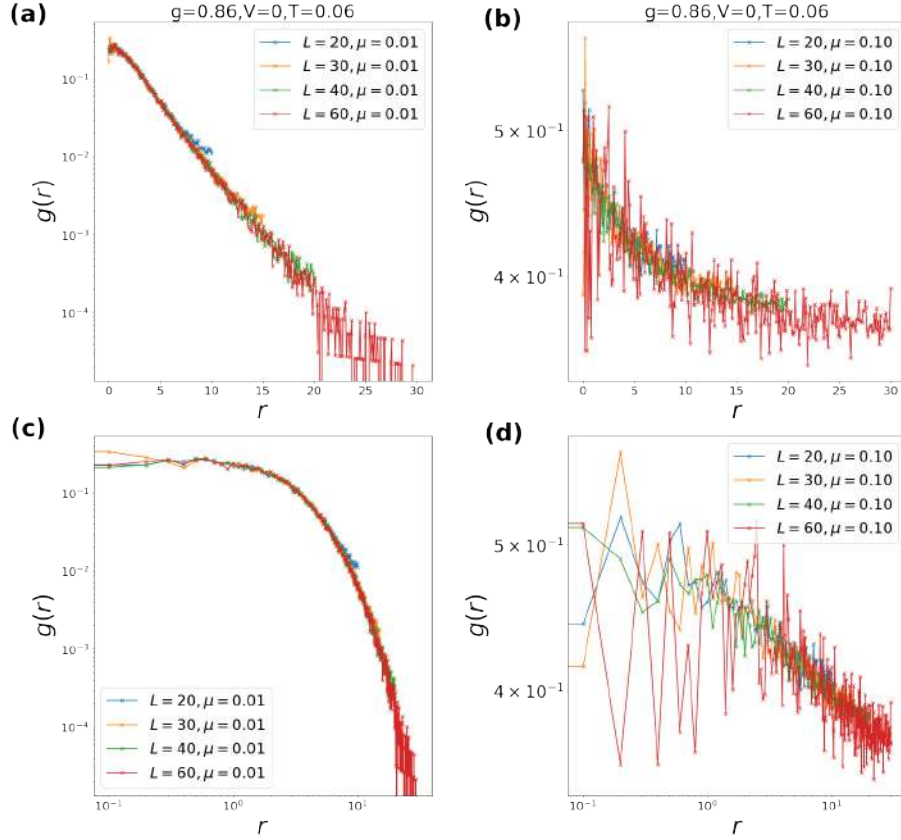 (a)
g=0.86,V=0,T=0.06
L = 20, μ = 0.01
L = 30, μ = 0.01
L = 40, μ = 0.01
L = 60, μ = 0.01
10⁻¹
10⁻²
10⁻³
10⁻⁴
g(r)
0 5 10 15 20 25 30
r
(b)
g=0.86,V=0,T=0.06
L = 20, μ = 0.10
L = 30, μ = 0.10
L = 40, μ = 0.10
L = 60, μ = 0.10
5 × 10⁻¹
4 × 10⁻¹
g(r)
0 5 10 15 20 25 30
r
(c)
10⁻¹
10⁻²
10⁻³
10⁻⁴
g(r)
L = 20, μ = 0.01
L = 30, μ = 0.01
L = 40, μ = 0.01
L = 60, μ = 0.01
10⁻¹ 10⁰ 10¹
r
(d)
L = 20, μ = 0.10
L = 30, μ = 0.10
L = 40, μ = 0.10
L = 60, μ = 0.10
5 × 10⁻¹
4 × 10⁻¹
g(r)
10⁻¹ 10⁰ 10¹
r